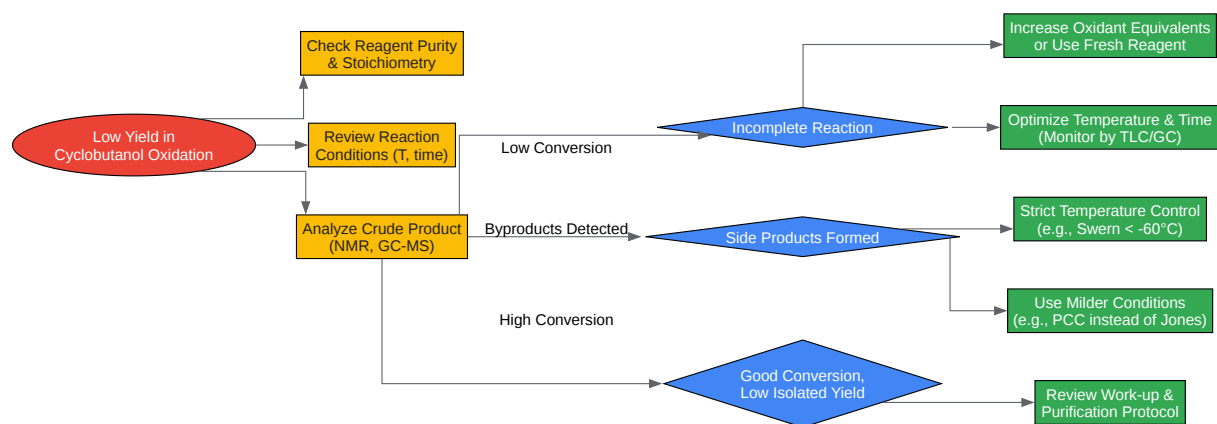 Low Yield in
Cyclobutanol Oxidation
Check Reagent Purity
& Stoichiometry
Review Reaction
Conditions (T, time)
Analyze Crude Product
(NMR, GC-MS)
Low Conversion
Byproducts Detected
High Conversion
Incomplete Reaction
Side Products Formed
Good Conversion,
Low Isolated Yield
Increase Oxidant Equivalents
or Use Fresh Reagent
Optimize Temperature & Time
(Monitor by TLC/GC)
Strict Temperature Control
(e.g., Swern < -60°C)
Use Milder Conditions
(e.g., PCC instead of Jones)
Review Work-up &
Purification Protocol